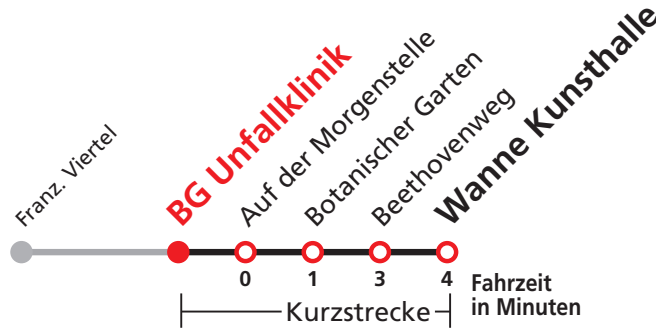 Franz. Viertel
BG Unfallklinik
Auf der Morgenstelle
Botanischer Garten
Beethovenweg
Wanne Kunsthalle
0 1 3 4 Fahrzeit
in Minuten
Kurzstrecke